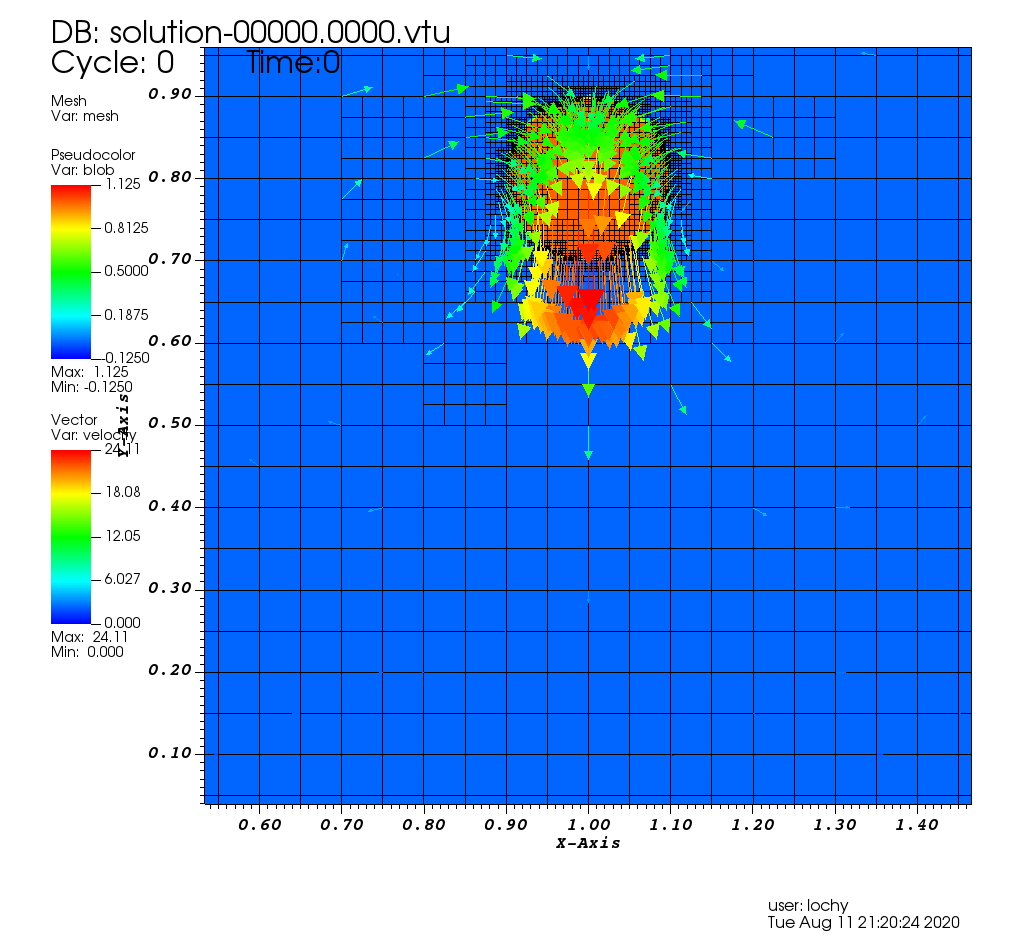 DB: solution-00000.0000.vtu
Cycle: 0 Time:0
Mesh
Var: mesh
Pseudocolor
Var: blob
1.125
0.8125
0.5000
0.1875
-0.1250
Max: 1.125
Min: -0.1250
Vector
Var: velocity
24.11
18.08
12.05
6.027
0.000
Max: 24.11
Min: 0.000
Y-Axis
0.90
0.80
0.70
0.60
0.50
0.40
0.30
0.20
0.10
0.60 0.70 0.80 0.90 1.00 1.10 1.20 1.30 1.40
X-Axis
user: lochy
Tue Aug 11 21:20:24 2020